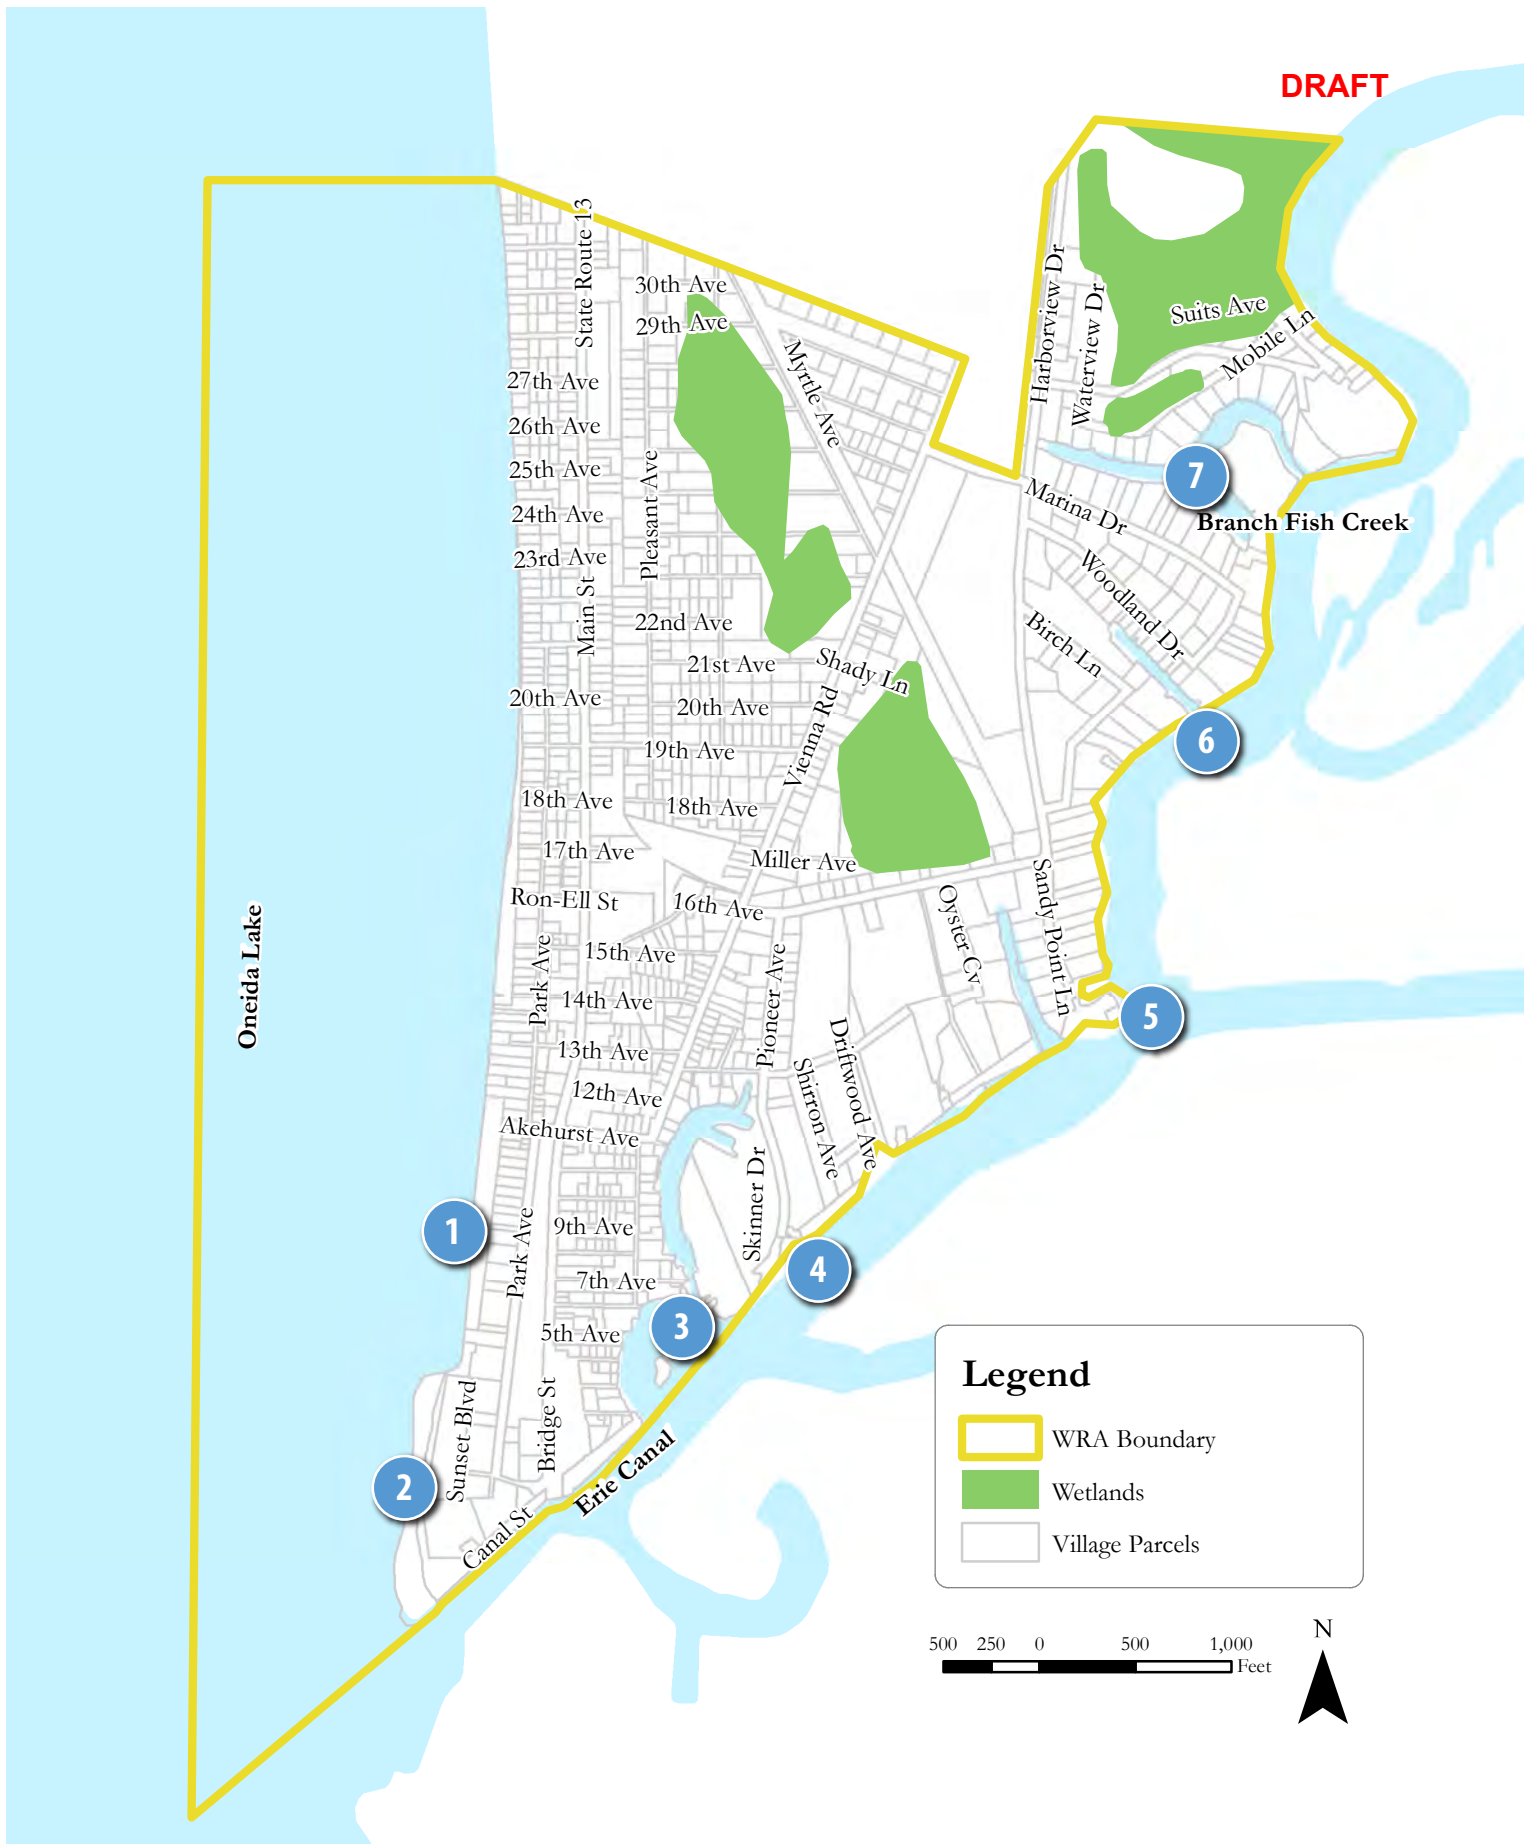 DRAFT
State Route 13
30th Ave
29th Ave
Harborview Dr
Waterview Dr
Suits Ave
Mobile Ln
Myrtle Ave
27th Ave
26th Ave
25th Ave
24th Ave
23rd Ave
Pleasant Ave
Main St
7
Marina Dr
Branch Fish Creek
Woodland Dr
Birch Ln
22nd Ave
21st Ave
Shady Ln
20th Ave
20th Ave
19th Ave
Vienna Rd
6
18th Ave
18th Ave
17th Ave
Miller Ave
Ron-Ell St
16th Ave
Oyster Cv
Sandy Point Ln
Oneida Lake
Park Ave
15th Ave
14th Ave
Pioneer Ave
5
13th Ave
12th Ave
Driftwood Ave
Shirron Ave
Akehurst Ave
Skinner Dr
1
Park Ave
9th Ave
4
7th Ave
3
5th Ave
Sunset Blvd
Bridge St
2
Erie Canal
Canal St
Legend
WRA Boundary
Wetlands
Village Parcels
500 250 0 500 1,000
Feet
N